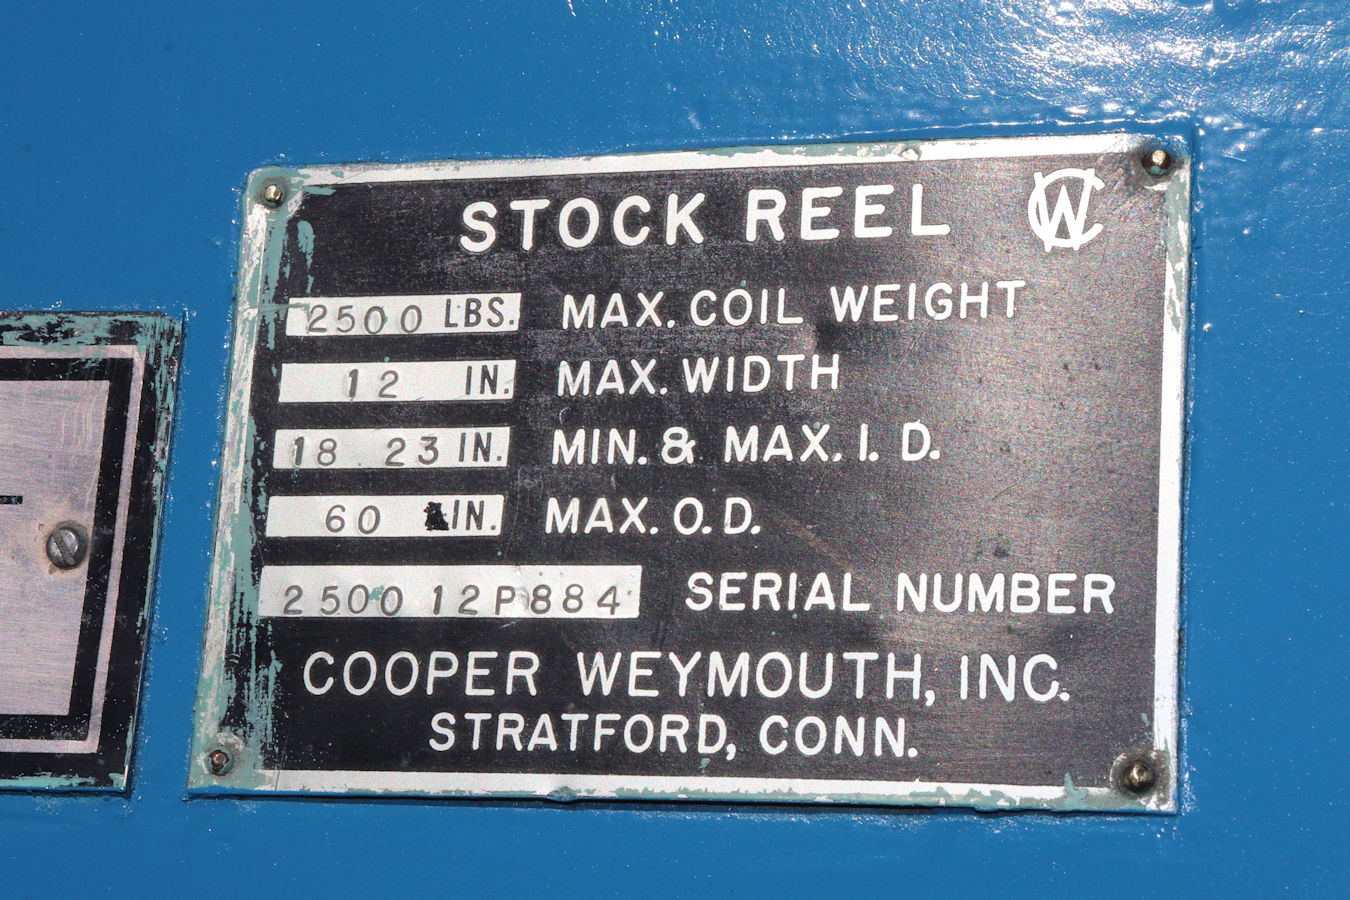 STOCK REEL CW
2500 LBS. MAX. COIL WEIGHT
12 IN. MAX. WIDTH
18 23 IN. MIN. & MAX. I. D.
60 IN. MAX. O. D.
2500 12P884 SERIAL NUMBER
COOPER WEYMOUTH, INC.
STRATFORD, CONN.